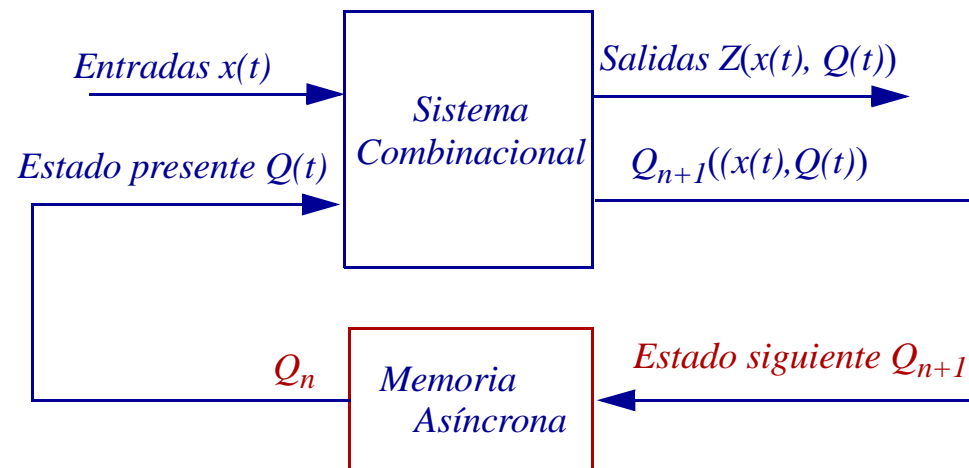 Entradas x(t)
Salidas Z(x(t), Q(t))
Sistema
Combinacional
Estado presente Q(t)
Qn+1((x(t),Q(t))
Qn
Memoria
Asíncrona
Estado siguiente Qn+1